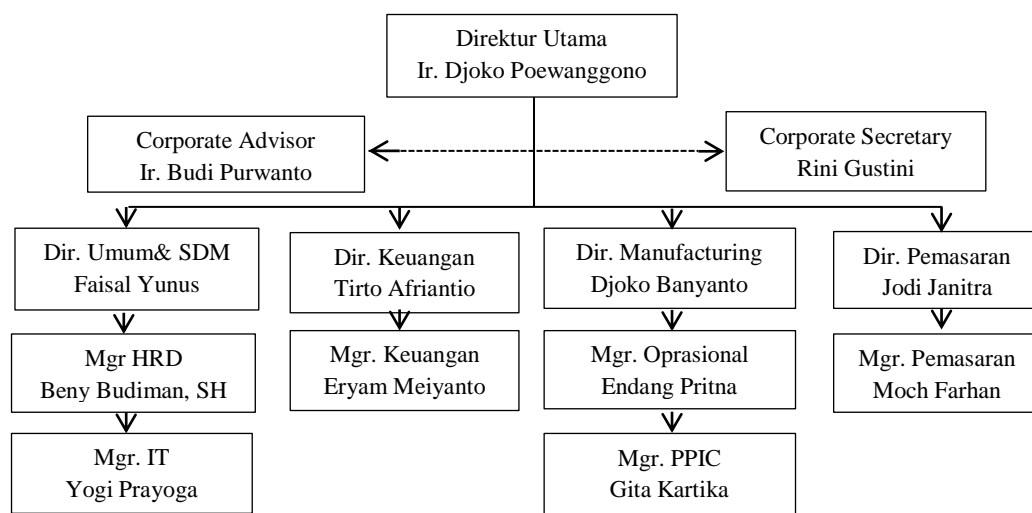 Direktur Utama
Ir. Djoko Poewanggono
Corporate Advisor
Ir. Budi Purwanto
Corporate Secretary
Rini Gustini
Dir. Umum& SDM
Faisal Yunus
Dir. Keuangan
Tirto Afriantio
Dir. Manufacturing
Djoko Banyanto
Dir. Pemasaran
Jodi Janitra
Mgr HRD
Beny Budiman, SH
Mgr. Keuangan
Eryam Meiyanto
Mgr. Oprasional
Endang Pritna
Mgr. Pemasaran
Moch Farhan
Mgr. IT
Yogi Prayoga
Mgr. PPIC
Gita Kartika